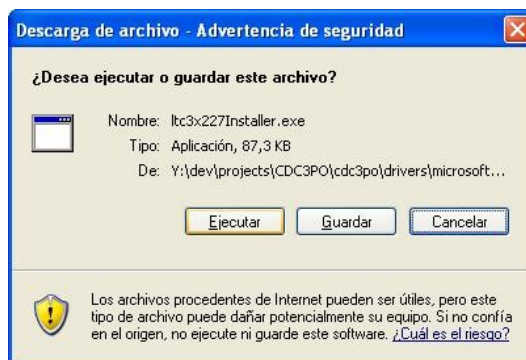 Descarga de archivo - Advertencia de seguridad
¿Desea ejecutar o guardar este archivo?
Nombre: ltc3x227Installer.exe
Tipo: Aplicación, 87,3 KB
De: Y:\dev\projects\CDC3PO\cdc3po\drivers\microsoft...
Ejecutar Guardar Cancelar
Los archivos procedentes de Internet pueden ser útiles, pero este
tipo de archivo puede dañar potencialmente su equipo. Si no confía
en el origen, no ejecute ni guarde este software. ¿Cuál es el riesgo?